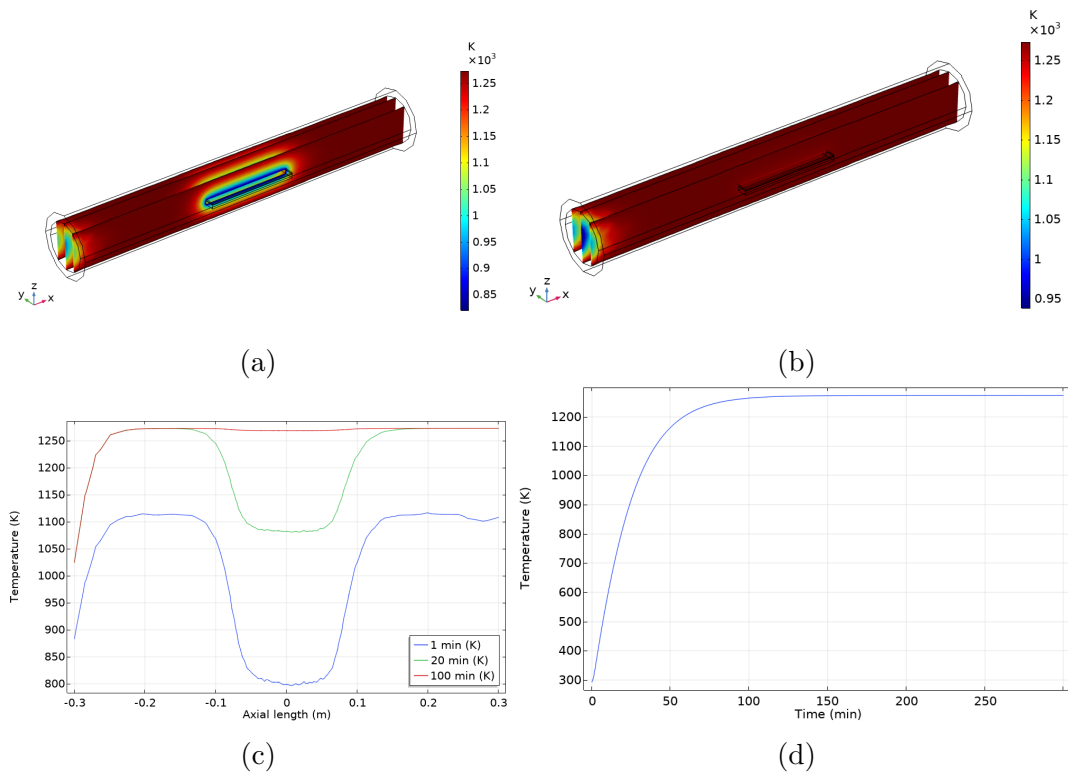 K
×10³
1.25
1.2
1.15
1.1
1.05
1
0.95
0.9
0.85
y z x
(a)
K
×10³
1.25
1.2
1.15
1.1
1.05
1
0.95
y z x
(b)
Temperature (K)
1250
1200
1150
1100
1050
1000
950
900
850
800
-0.3 -0.2 -0.1 0 0.1 0.2 0.3
Axial length (m)
1 min (K)
20 min (K)
100 min (K)
(c)
Temperature (K)
1200
1100
1000
900
800
700
600
500
400
300
0 50 100 150 200 250
Time (min)
(d)